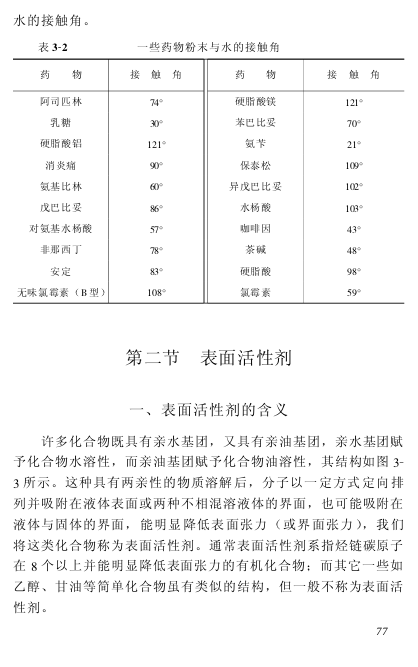 水的接触角。
表 3-2 一些药物粉末与水的接触角
药 物 接 触 角 药 物 接 触 角
阿司匹林 74° 硬脂酸镁 121°
乳糖 30° 苯巴比妥 70°
硬脂酸铝 121° 氨苄 21°
消炎痛 90° 保泰松 109°
氨基比林 60° 异戊巴比妥 102°
戊巴比妥 86° 水杨酸 103°
对氨基水杨酸 57° 咖啡因 43°
非那西丁 78° 茶碱 48°
安定 83° 硬脂酸 98°
无味氯霉素（B 型） 108° 氯霉素 59°
第二节 表面活性剂
一、表面活性剂的含义
许多化合物既具有亲水基团，又具有亲油基团，亲水基团赋
予化合物水溶性，而亲油基团赋予化合物油溶性，其结构如图 3-
3 所示。这种具有两亲性的物质溶解后，分子以一定方式定向排
列并吸附在液体表面或两种不相混溶液体的界面，也可能吸附在
液体与固体的界面，能明显降低表面张力（或界面张力），我们
将这类化合物称为表面活性剂。通常表面活性剂系指烃链碳原子
在 8 个以上并能明显降低表面张力的有机化合物；而其它一些如
乙醇、甘油等简单化合物虽有类似的结构，但一般不称为表面活
性剂。
77